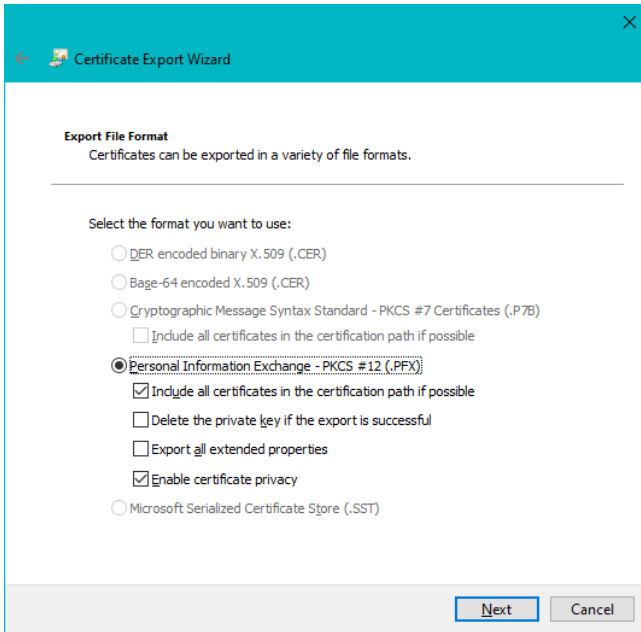 Certificate Export Wizard
Export File Format
Certificates can be exported in a variety of file formats.
Select the format you want to use:
DER encoded binary X.509 (.CER)
Base-64 encoded X.509 (.CER)
Cryptographic Message Syntax Standard - PKCS #7 Certificates (.P7B)
Include all certificates in the certification path if possible
Personal Information Exchange - PKCS #12 (.PFX)
Include all certificates in the certification path if possible
Delete the private key if the export is successful
Export all extended properties
Enable certificate privacy
Microsoft Serialized Certificate Store (.SST)
Next Cancel